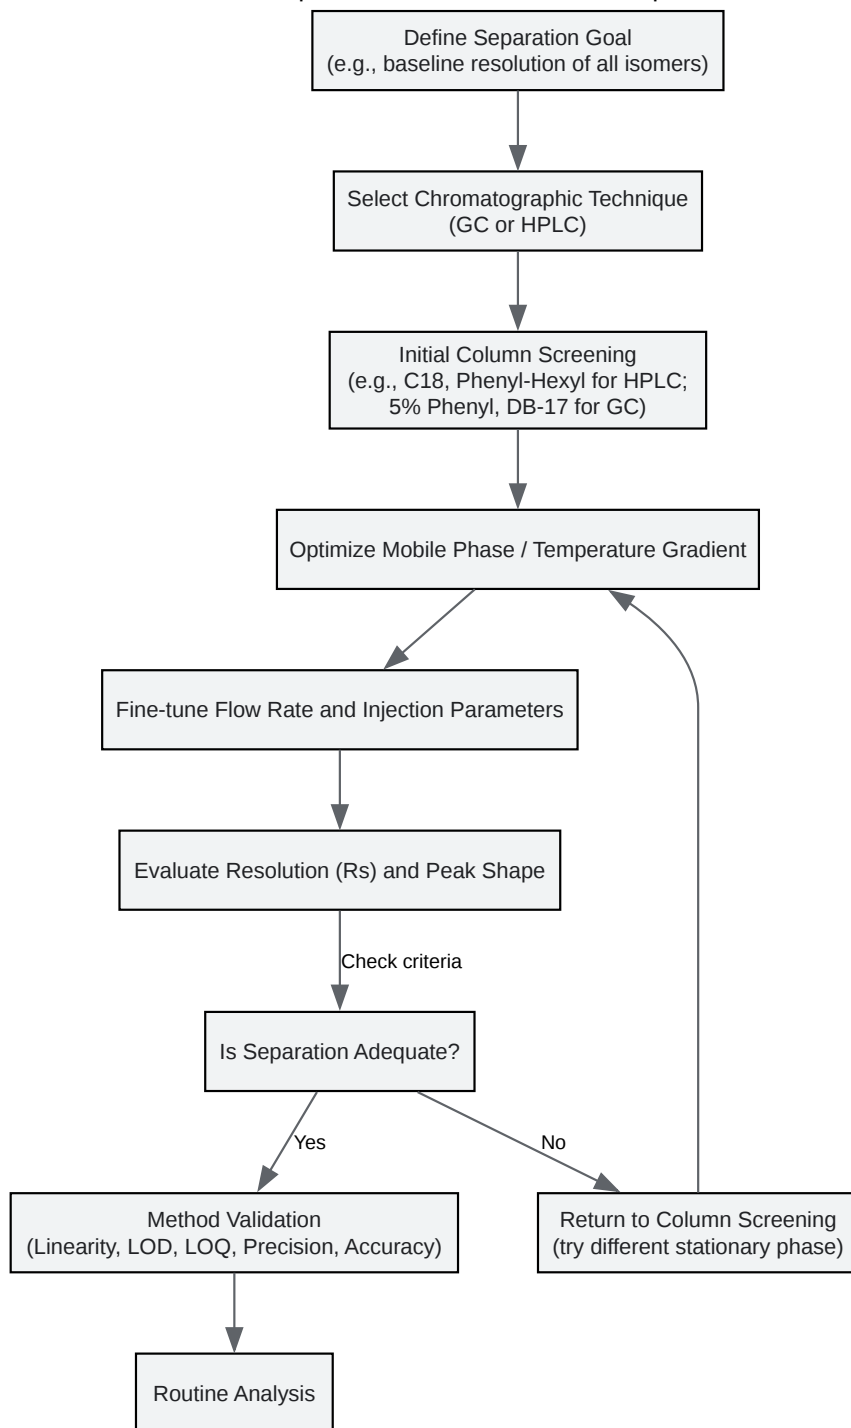 Define Separation Goal
(e.g., baseline resolution of all isomers)
Select Chromatographic Technique
(GC or HPLC)
Initial Column Screening
(e.g., C18, Phenyl-Hexyl for HPLC;
5% Phenyl, DB-17 for GC)
Optimize Mobile Phase / Temperature Gradient
Fine-tune Flow Rate and Injection Parameters
Evaluate Resolution (Rs) and Peak Shape
Check criteria
Is Separation Adequate?
Yes
No
Method Validation
(Linearity, LOD, LOQ, Precision, Accuracy)
Return to Column Screening
(try different stationary phase)
Routine Analysis